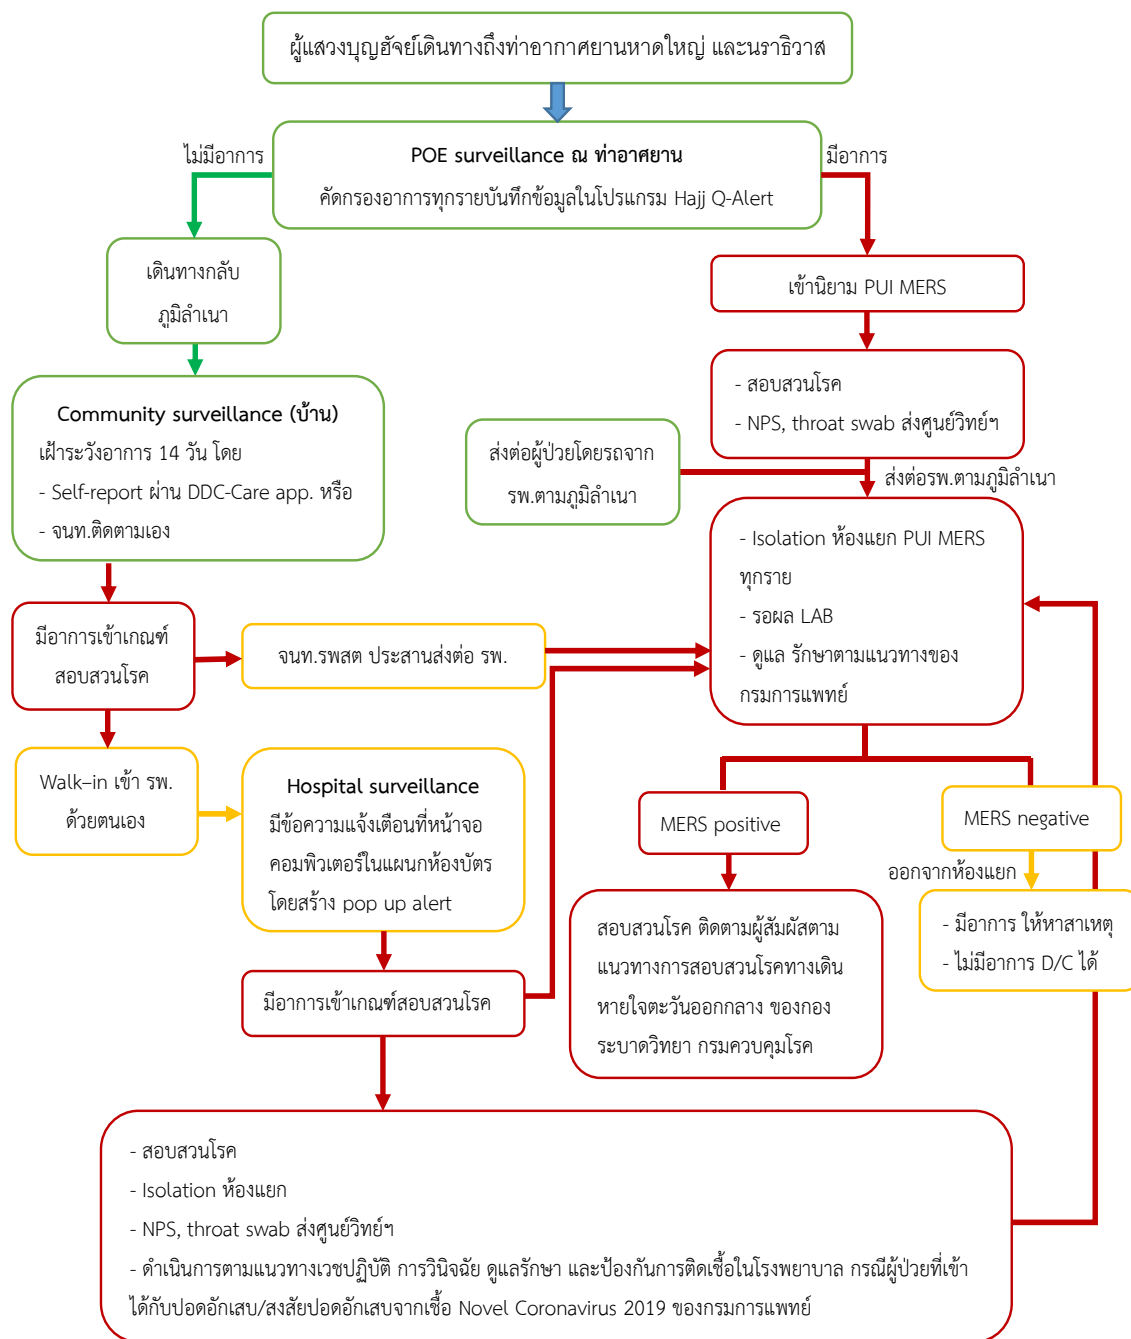 ผู้แสวงบุญฮัจย์เดินทางถึงท่าอากาศยานหาดใหญ่ และนราธิวาส
ไม่มีอาการ
POE surveillance ณ ท่าอาศยาน
มีอาการ
คัดกรองอาการทุกรายบันทึกข้อมูลในโปรแกรม Hajj Q-Alert
เดินทางกลับ
ภูมิลำเนา
เข้านิยาม PUI MERS
- สอบสวนโรค
- NPS, throat swab ส่งศูนย์วิทย์ฯ
Community surveillance (บ้าน)
เฝ้าระวังอาการ 14 วัน โดย
- Self-report ผ่าน DDC-Care app. หรือ
- จนท.ติดตามเอง
ส่งต่อผู้ป่วยโดยรถจาก
รพ.ตามภูมิลำเนา
ส่งต่อรพ.ตามภูมิลำเนา
- Isolation ห้องแยก PUI MERS
ทุกราย
- รอผล LAB
- ดูแล รักษาตามแนวทางของ
กรมการแพทย์
มีอาการเข้าเกณฑ์
สอบสวนโรค
จนท.รพสต ประสานส่งต่อ รพ.
Walk–in เข้า รพ.
ด้วยตนเอง
Hospital surveillance
มีข้อความแจ้งเตือนที่หน้าจอ
คอมพิวเตอร์ในแผนกห้องบัตร
โดยสร้าง pop up alert
MERS positive
MERS negative
ออกจากห้องแยก
สอบสวนโรค ติดตามผู้สัมผัสตาม
แนวทางการสอบสวนโรคทางเดิน
หายใจตะวันออกกลาง ของกอง
ระบาดวิทยา กรมควบคุมโรค
- มีอาการ ให้หาสาเหตุ
- ไม่มีอาการ D/C ได้
มีอาการเข้าเกณฑ์สอบสวนโรค
- สอบสวนโรค
- Isolation ห้องแยก
- NPS, throat swab ส่งศูนย์วิทย์ฯ
- ดำเนินการตามแนวทางเวชปฏิบัติ การวินิจฉัย ดูแลรักษา และป้องกันการติดเชื้อในโรงพยาบาล กรณีผู้ป่วยที่เข้า
ได้กับปอดอักเสบ/สงสัยปอดอักเสบจากเชื้อ Novel Coronavirus 2019 ของกรมการแพทย์